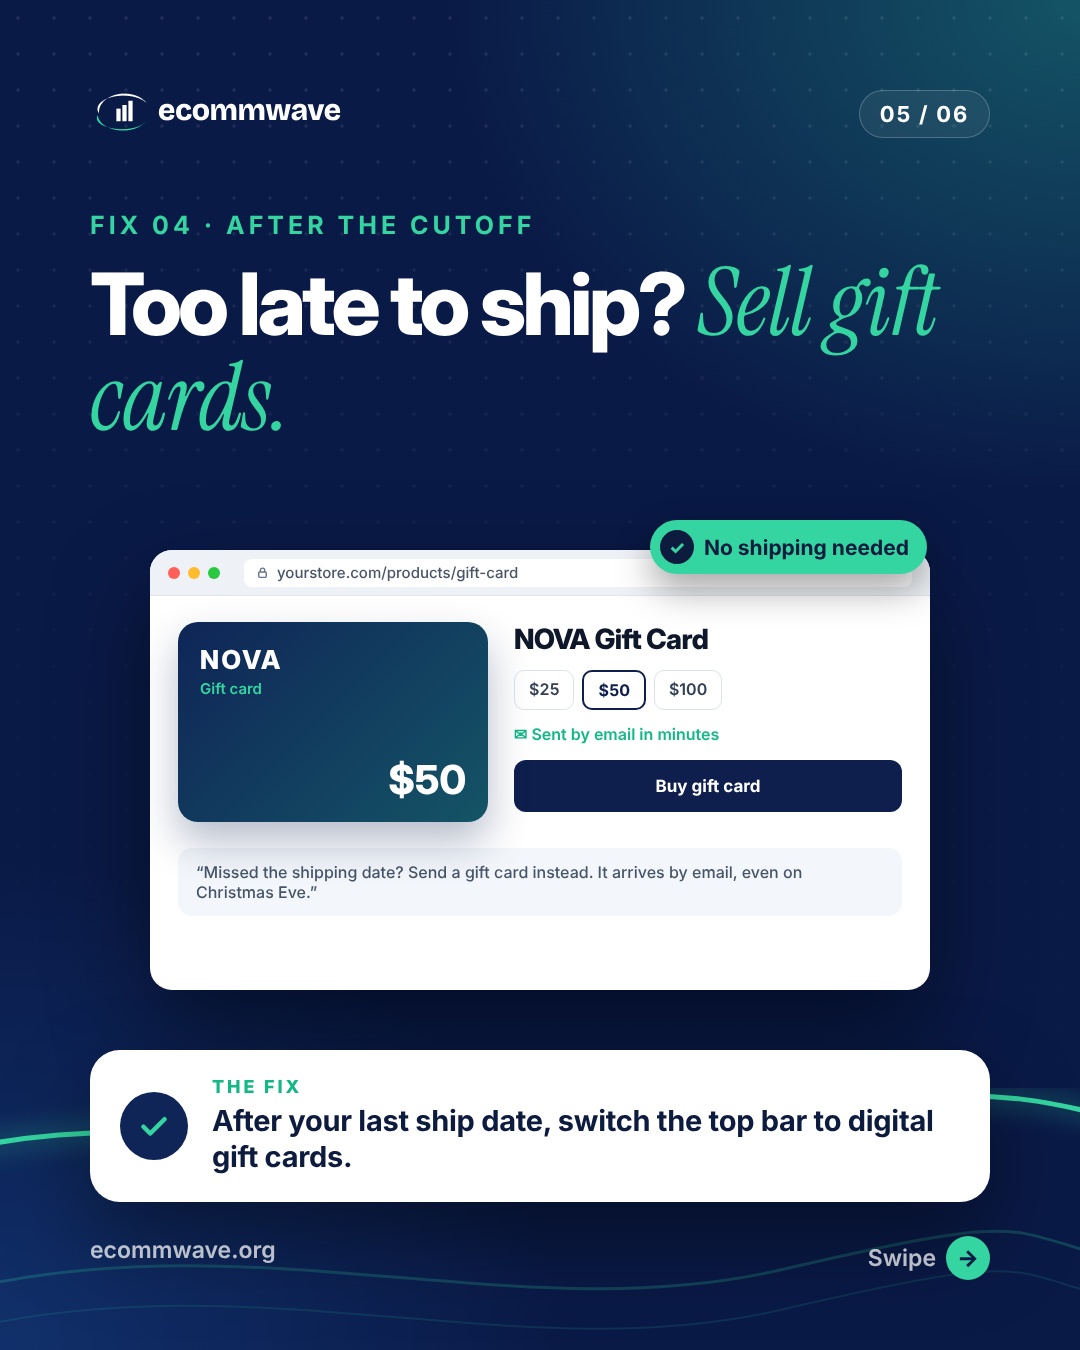 ecommwave
05 / 06
FIX 04 · AFTER THE CUTOFF
Too late to ship? Sell gift
cards.
No shipping needed
yourstore.com/products/gift-card
NOVA
Gift card
$50
NOVA Gift Card
$25 $50 $100
✉ Sent by email in minutes
Buy gift card
“Missed the shipping date? Send a gift card instead. It arrives by email, even on
Christmas Eve.”
THE FIX
After your last ship date, switch the top bar to digital
gift cards.
ecommwave.org
Swipe →